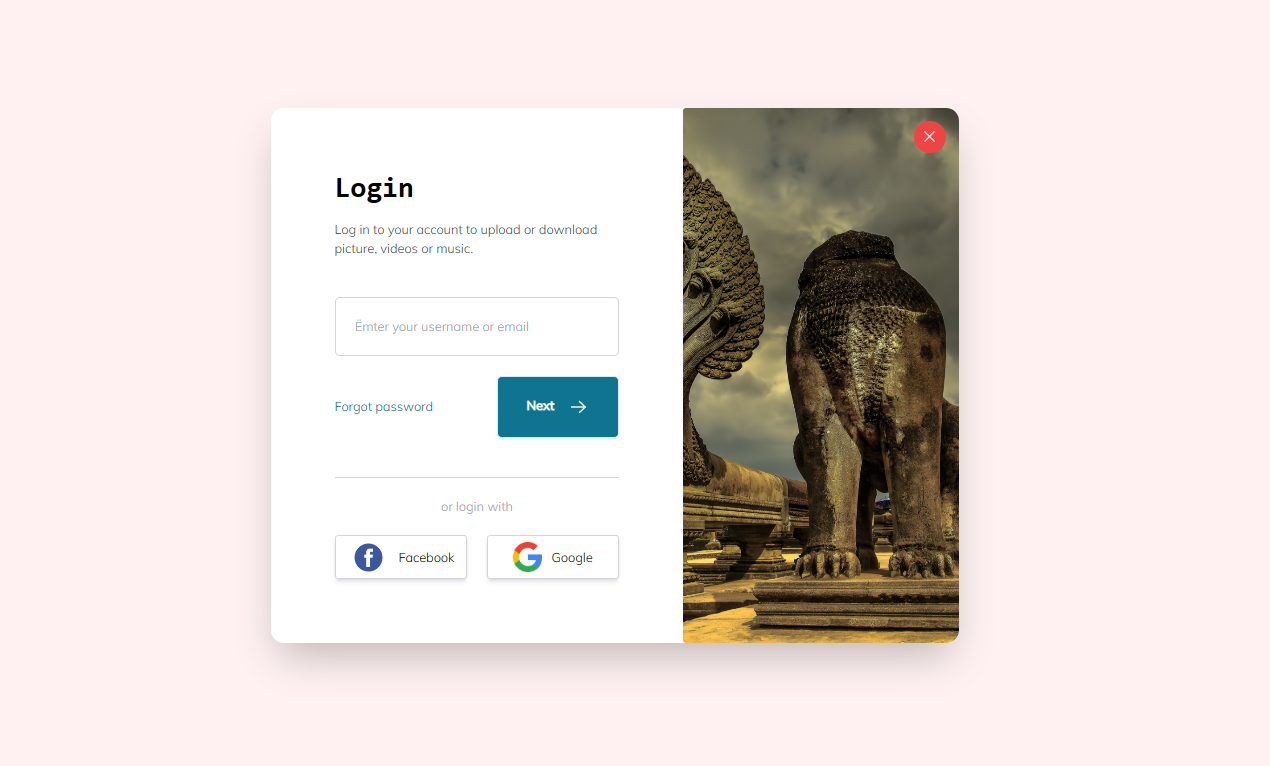 Login
Log in to your account to upload or download
picture, videos or music.
Ëmter your username or email
Forgot password
Next
or login with
Facebook
Google